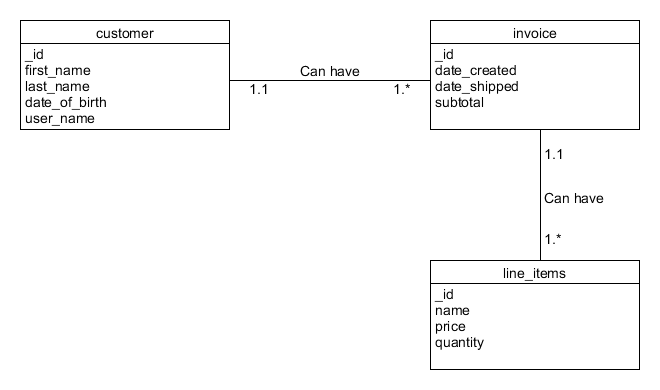 customer
_id
first_name
last_name
date_of_birth
user_name
Can have
1.1
1.*
invoice
_id
date_created
date_shipped
subtotal
1.1
Can have
1.*
line_items
_id
name
price
quantity